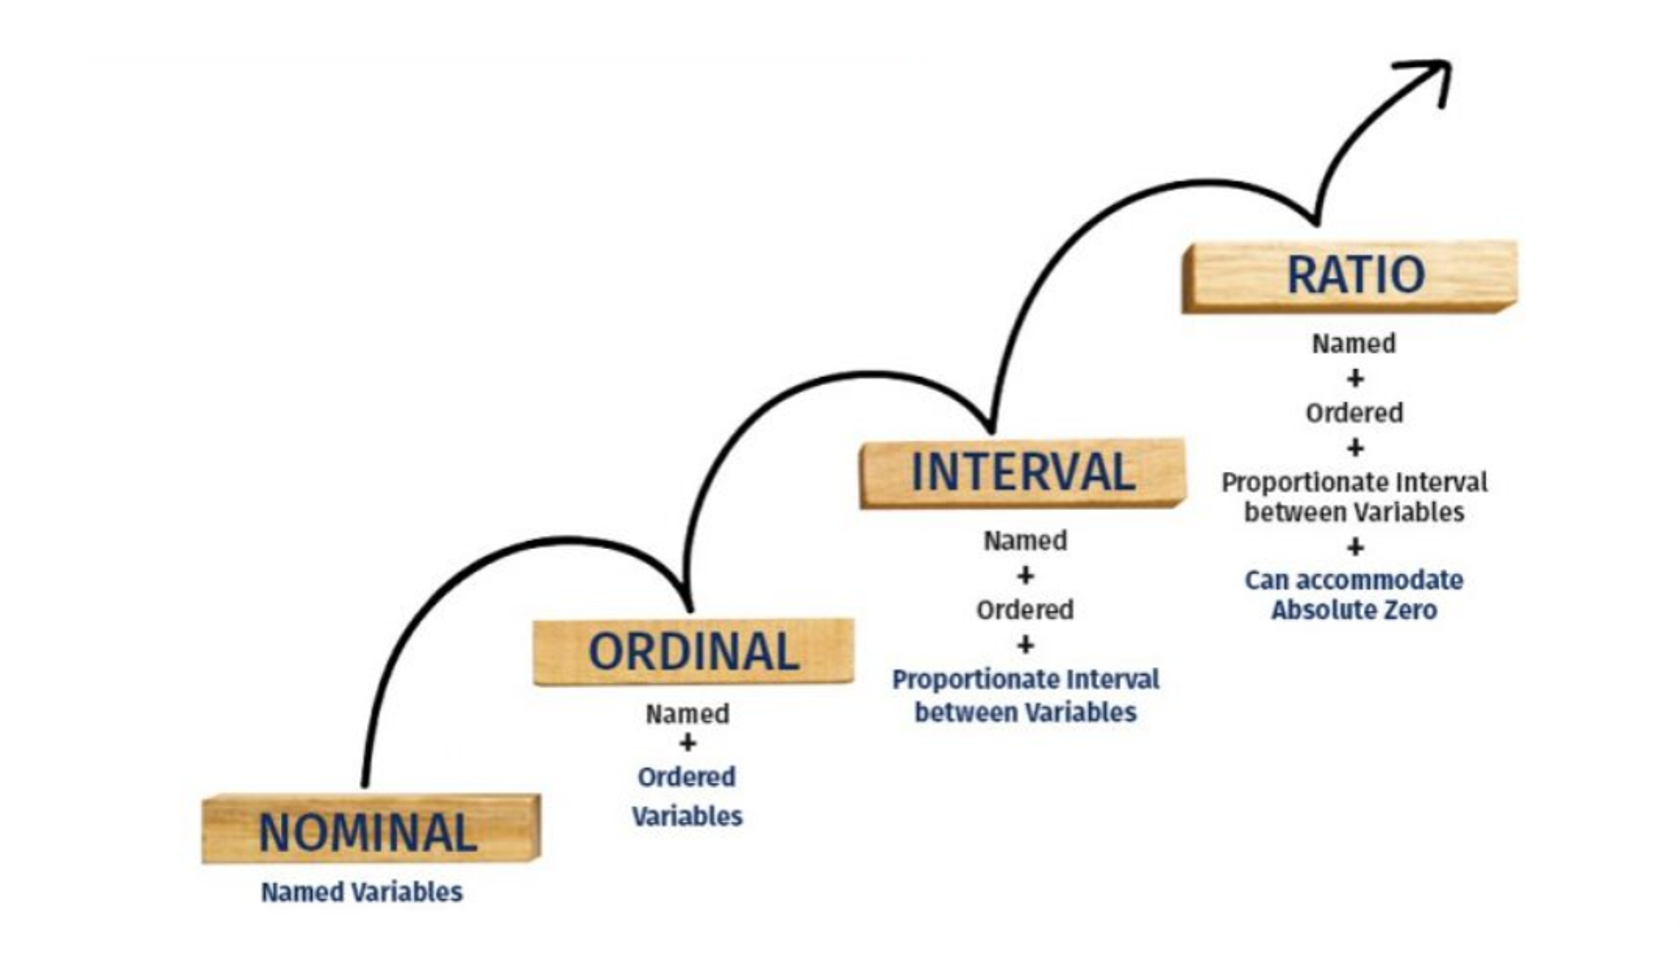 NOMINAL
Named Variables
ORDINAL
Named
+
Ordered
Variables
INTERVAL
Named
+
Ordered
+
Proportionate Interval
between Variables
RATIO
Named
+
Ordered
+
Proportionate Interval
between Variables
+
Can accommodate
Absolute Zero